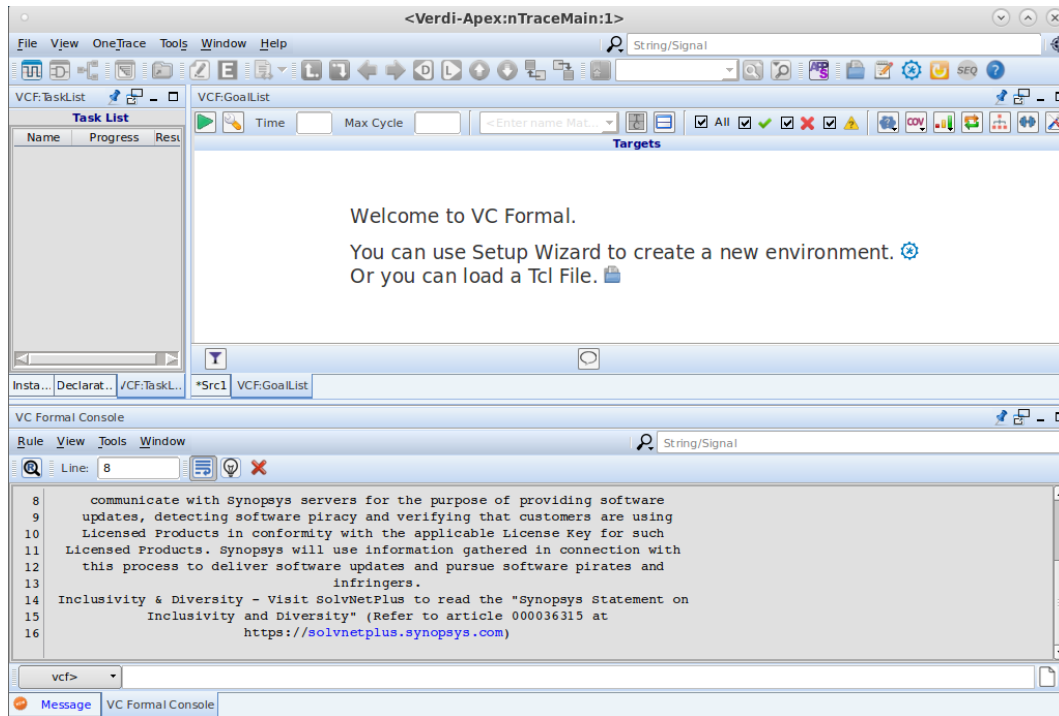 <Verdi-Apex:nTraceMain:1>
File View OneTrace Tools Window Help
String/Signal
SEQ
VCF:TaskList
VCF:GoalList
Task List
Name Progress Resu
Time
Max Cycle
<Enter name Mat...
All
COV
Targets
Welcome to VC Formal.
You can use Setup Wizard to create a new environment.
Or you can load a Tcl File.
Insta... Declarat.. /CF:TaskL..
*Src1 VCF:GoalList
VC Formal Console
Rule View Tools Window
String/Signal
Line: 8
8 communicate with Synopsys servers for the purpose of providing software
9 updates, detecting software piracy and verifying that customers are using
10 Licensed Products in conformity with the applicable License Key for such
11 Licensed Products. Synopsys will use information gathered in connection with
12 this process to deliver software updates and pursue software pirates and
13 infringers.
14 Inclusivity & Diversity - Visit SolvNetPlus to read the "Synopsys Statement on
15 Inclusivity and Diversity" (Refer to article 000036315 at
16 https://solvnetplus.synopsys.com)
vcf>
Message VC Formal Console